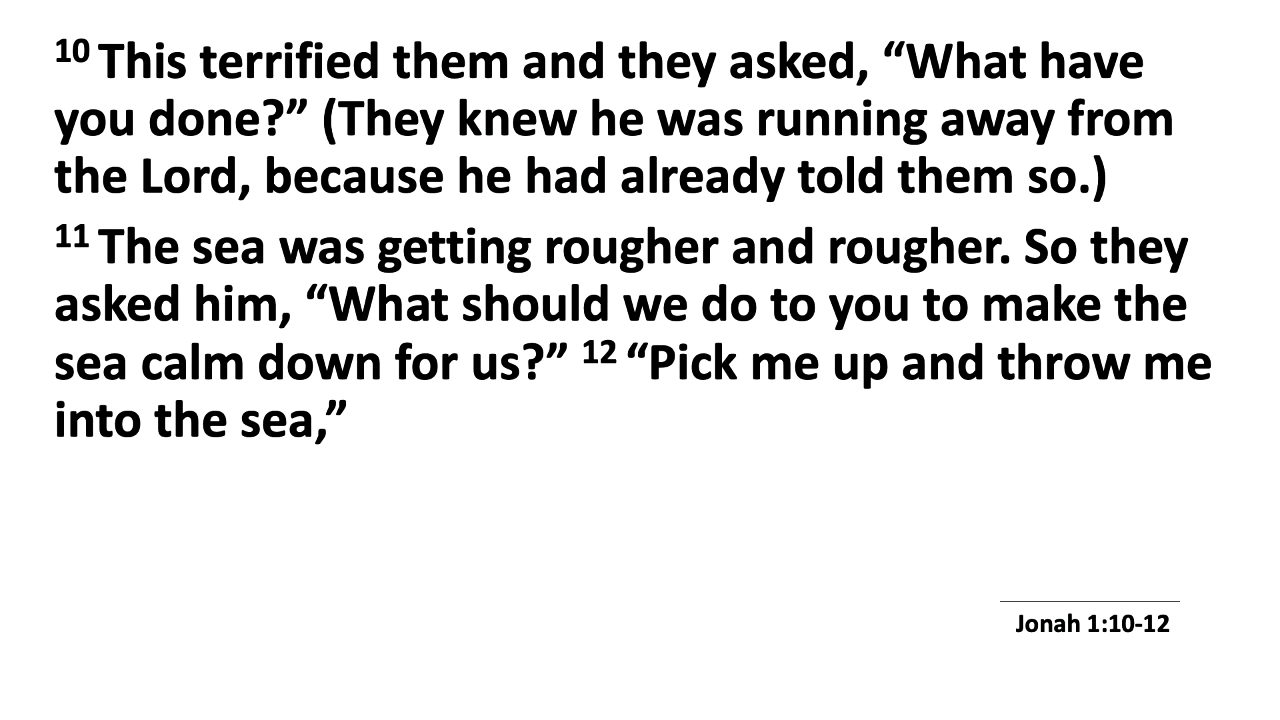 10 This terrified them and they asked, “What have
you done?” (They knew he was running away from
the Lord, because he had already told them so.)
11 The sea was getting rougher and rougher. So they
asked him, “What should we do to you to make the
sea calm down for us?” 12 “Pick me up and throw me
into the sea,”
Jonah 1:10-12